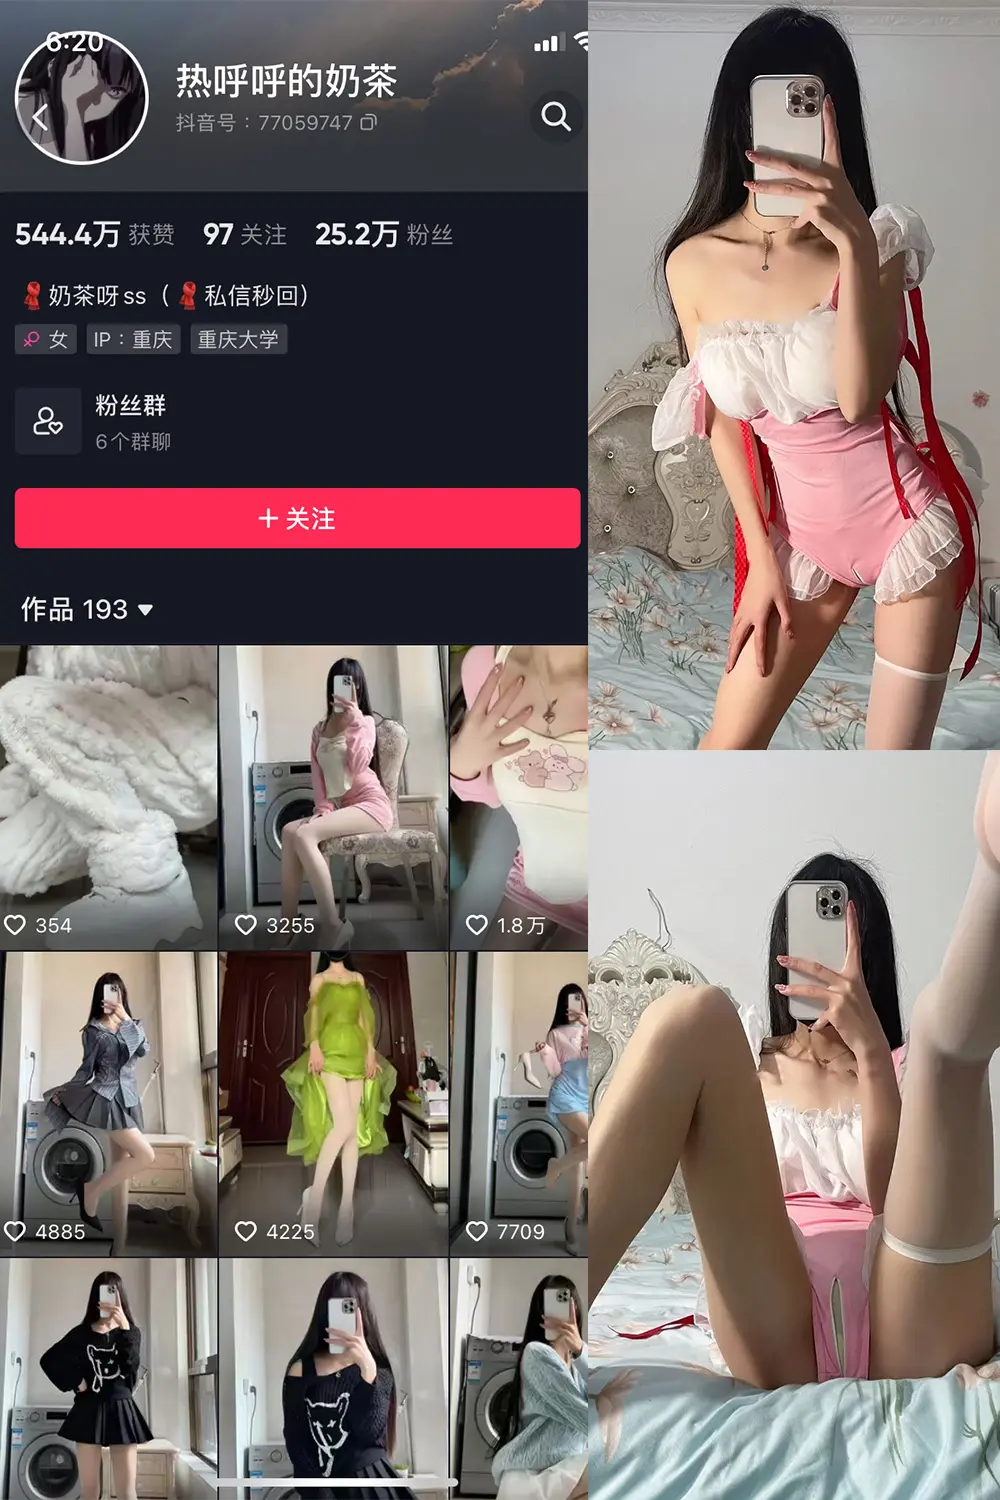 6:20
热呼呼的奶茶
抖音号：77059747
544.4万 获赞 97 关注 25.2万 粉丝
奶茶呀ss（ 私信秒回）
女 IP：重庆 重庆大学
粉丝群
6个群聊
+ 关注
作品 193
354 3255 1.8万
4885 4225 7709